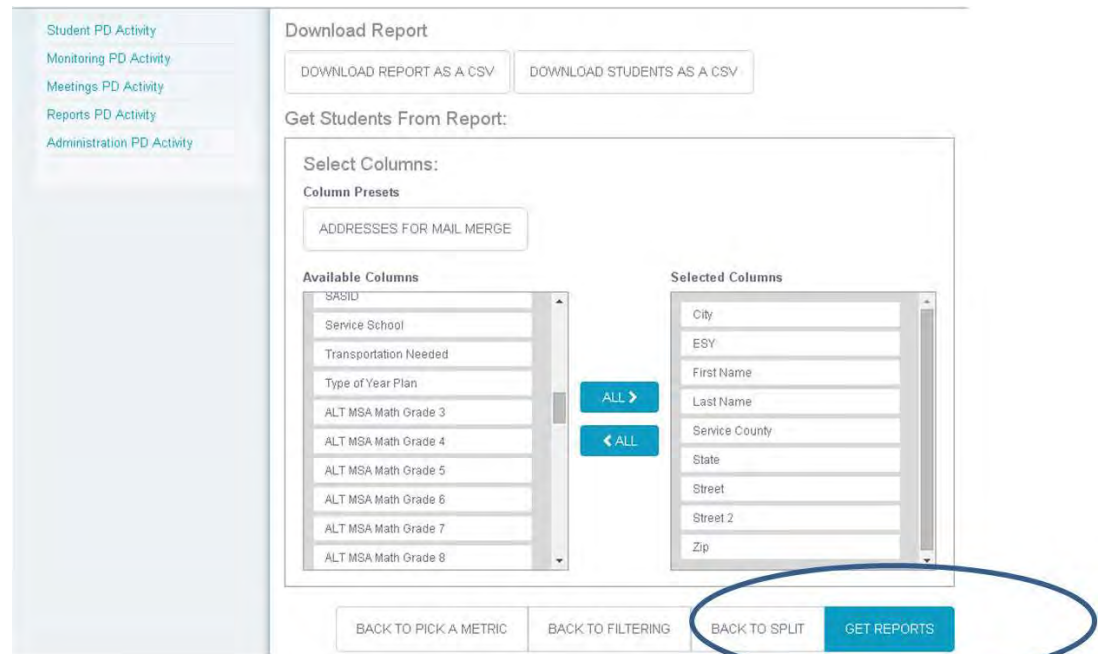 Student PD Activity
Monitoring PD Activity
Meetings PD Activity
Reports PD Activity
Administration PD Activity
Download Report
DOWNLOAD REPORT AS A CSV DOWNLOAD STUDENTS AS A CSV
Get Students From Report:
Select Columns:
Column Presets
ADDRESSES FOR MAIL MERGE
Available Columns
SASID
Service School
Transportation Needed
Type of Year Plan
ALT MSA Math Grade 3
ALT MSA Math Grade 4
ALT MSA Math Grade 5
ALT MSA Math Grade 6
ALT MSA Math Grade 7
ALT MSA Math Grade 8
ALL >
< ALL
Selected Columns
City
ESY
First Name
Last Name
Service County
State
Street
Street 2
Zip
BACK TO PICK A METRIC BACK TO FILTERING BACK TO SPLIT GET REPORTS